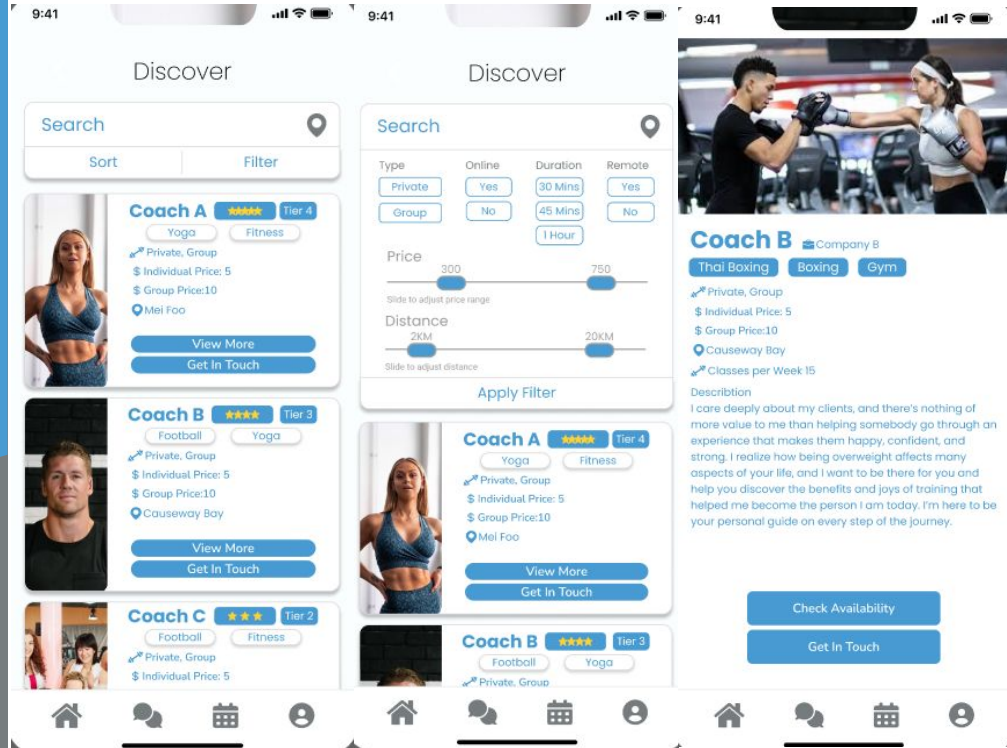 9:41
Discover
Search
Sort Filter
Coach A Tier 4
Yoga Fitness
Private, Group
$ Individual Price: 5
$ Group Price:10
Mei Foo
View More
Get In Touch
Coach B Tier 3
Football Yoga
Private, Group
$ Individual Price: 5
$ Group Price:10
Causeway Bay
View More
Get In Touch
Coach C Tier 2
Football Fitness
Private, Group
$ Individual Price: 5
9:41
Discover
Search
Type Online Duration Remote
Private Yes 30 Mins Yes
Group No 45 Mins No
1 Hour
Price
300 750
Slide to adjust price range
Distance
2KM 20KM
Slide to adjust distance
Apply Filter
Coach A Tier 4
Yoga Fitness
Private, Group
$ Individual Price: 5
$ Group Price:10
Mei Foo
View More
Get In Touch
Coach B Tier 3
Football Yoga
Private, Group
9:41
Coach B Company B
Thai Boxing Boxing Gym
Private, Group
$ Individual Price: 5
$ Group Price:10
Causeway Bay
Classes per Week 15
Describtion
I care deeply about my clients, and there's nothing of
more value to me than helping somebody go through an
experience that makes them happy, confident, and
strong. I realize how being overweight affects many
aspects of your life, and I want to be there for you and
help you discover the benefits and joys of training that
helped me become the person I am today. I'm here to be
your personal guide on every step of the journey.
Check Availability
Get In Touch